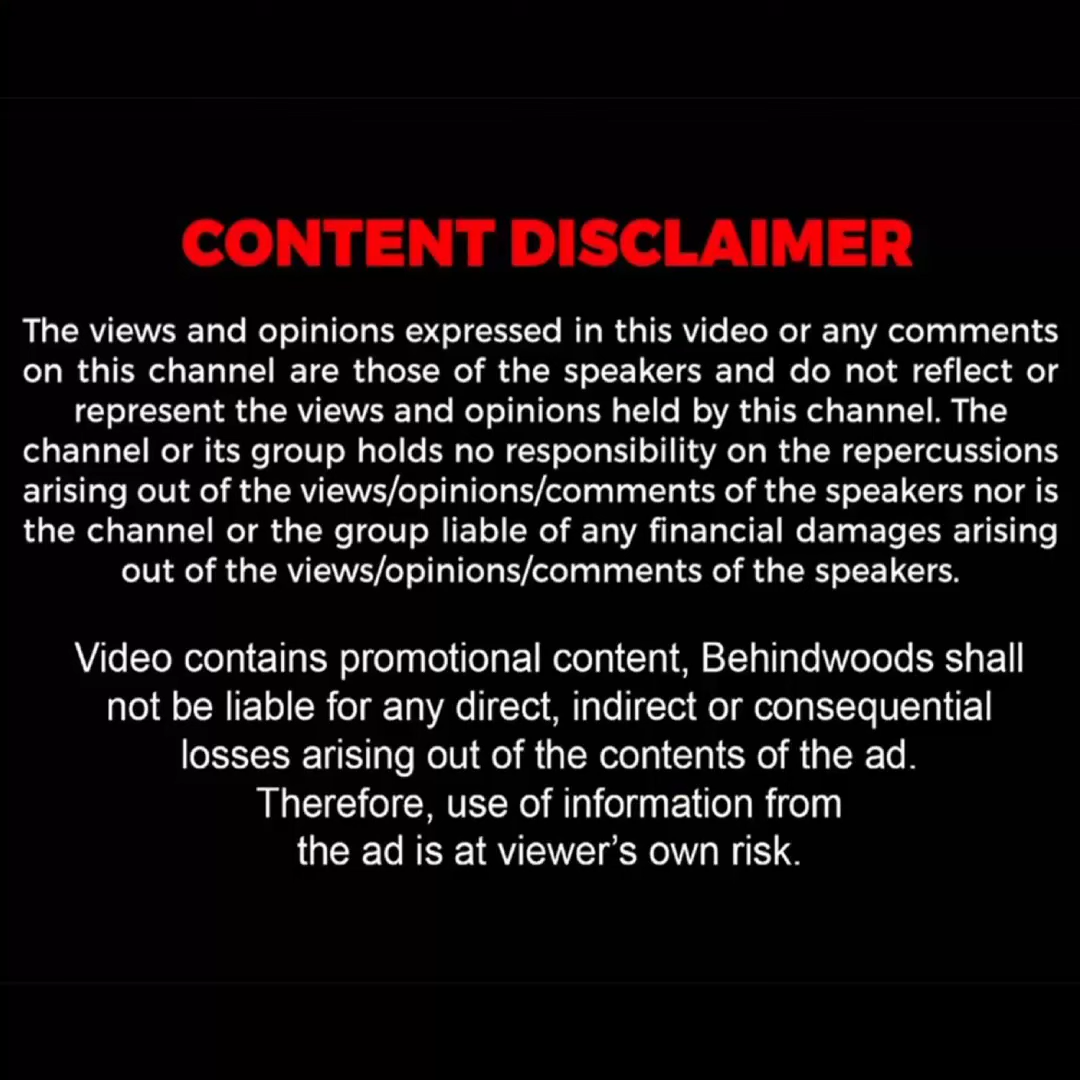 CONTENT DISCLAIMER
The views and opinions expressed in this video or any comments
on this channel are those of the speakers and do not reflect or
represent the views and opinions held by this channel. The
channel or its group holds no responsibility on the repercussions
arising out of the views/opinions/comments of the speakers nor is
the channel or the group liable of any financial damages arising
out of the views/opinions/comments of the speakers.
Video contains promotional content, Behindwoods shall
not be liable for any direct, indirect or consequential
losses arising out of the contents of the ad.
Therefore, use of information from
the ad is at viewer’s own risk.